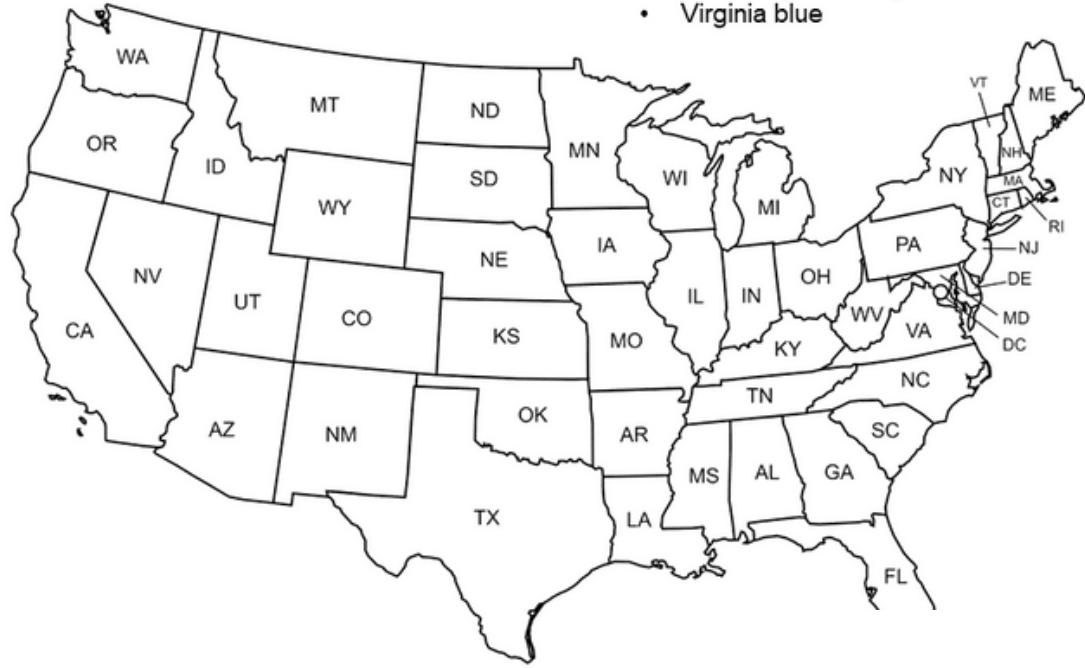 • Virginia blue
WA
MT
ND
MN
VT
ME
OR
ID
SD
WI
NH
NY
MA
WY
MI
CT
RI
IA
PA
NJ
NE
NV
OH
DE
UT
IL
IN
CO
WV
MD
CA
KS
MO
VA
DC
KY
NC
TN
AZ
NM
OK
AR
SC
MS
AL
GA
TX
LA
FL